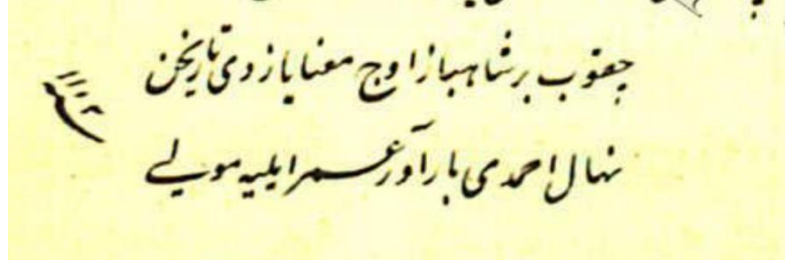 چقوب بر شاهباز اوج معنا یازدی تاریخن
نهال احمدی بارآور عمر ایلیه مولی